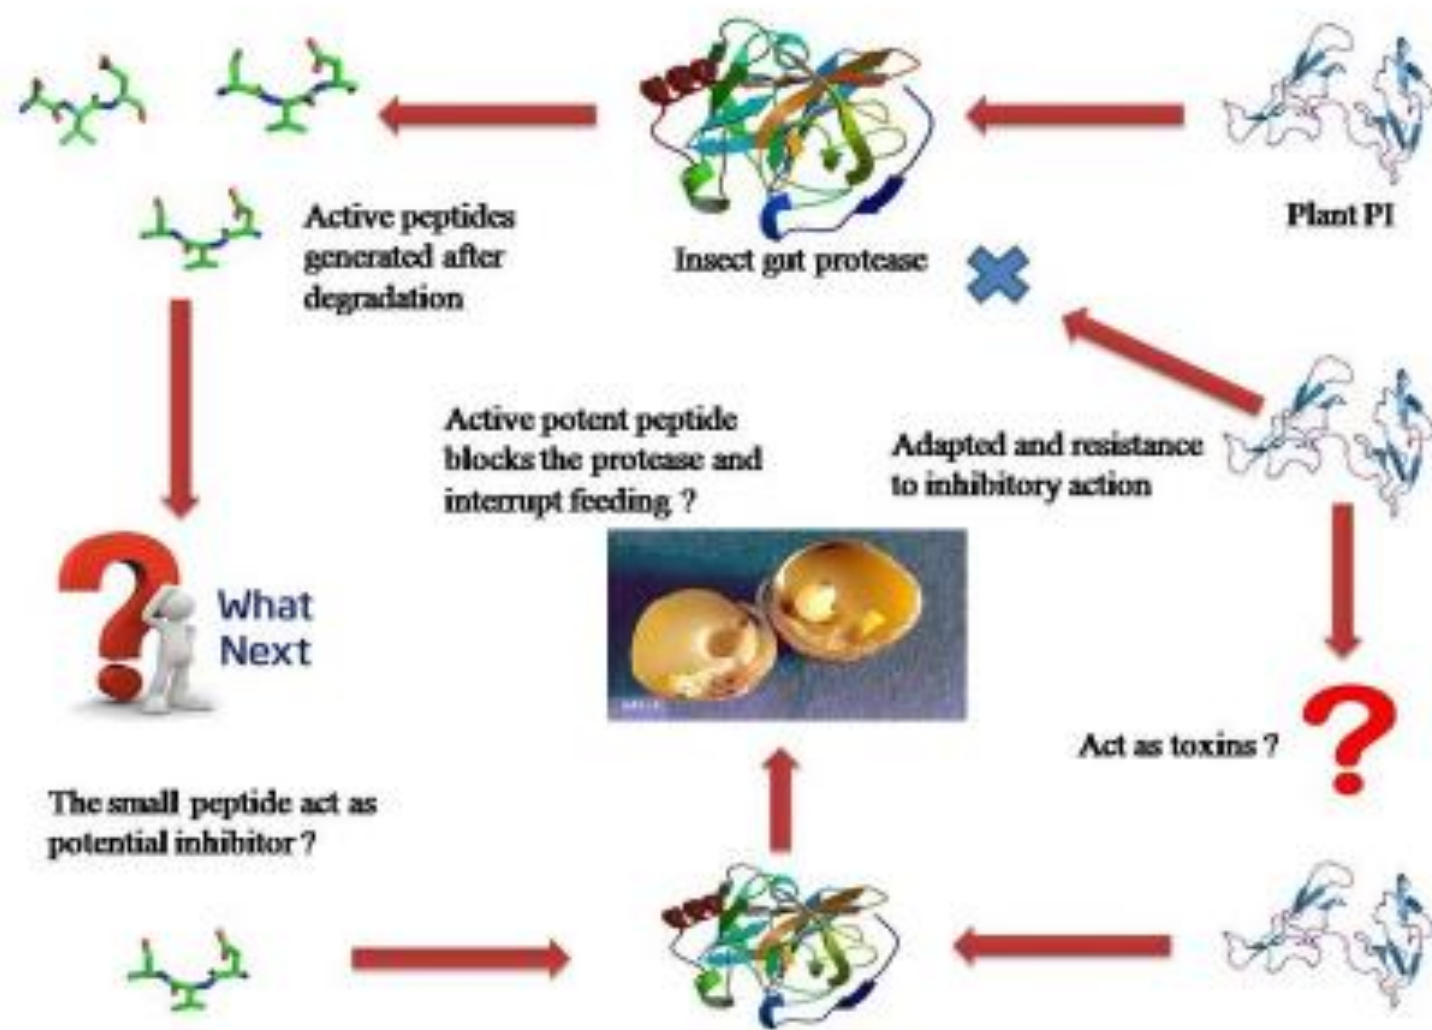 Active peptides
generated after
degradation
Insect gut protease
Plant PI
Active potent peptide
blocks the protease and
interrupt feeding ?
Adapted and resistance
to inhibitory action
What
Next
Act as toxins ?
The small peptide act as
potential inhibitor ?